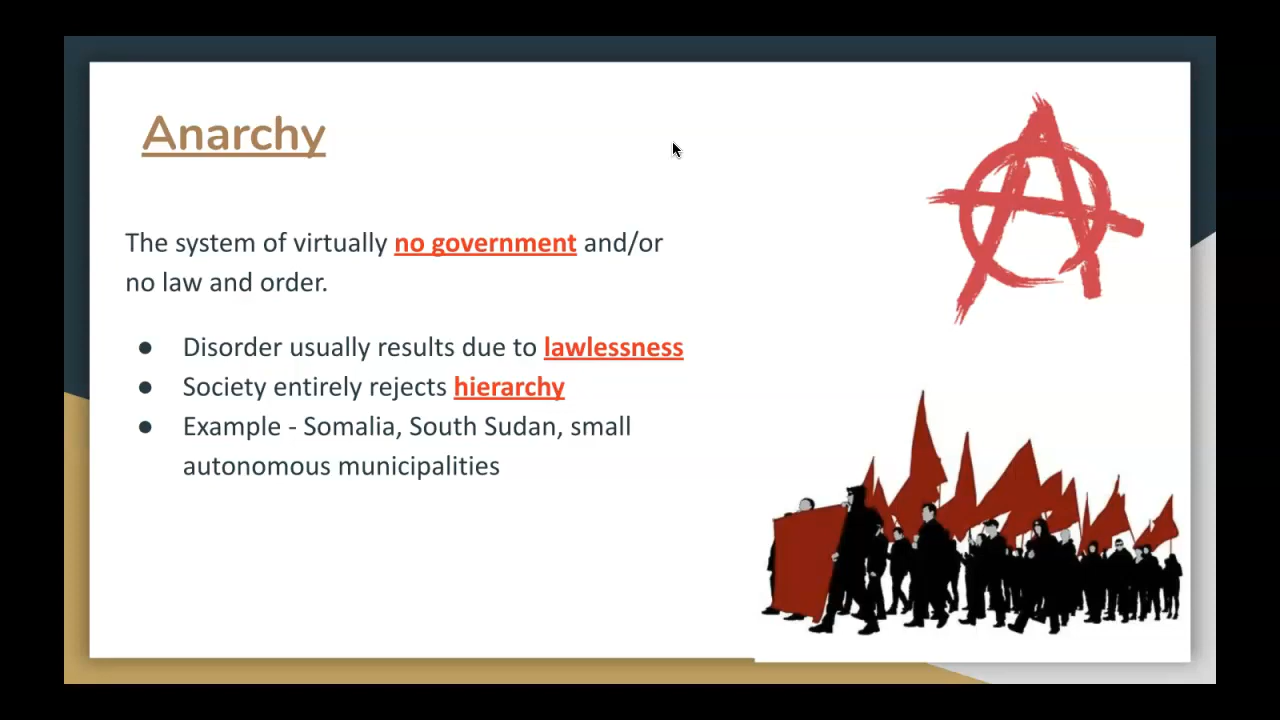 Anarchy
The system of virtually no government and/or
no law and order.
● Disorder usually results due to lawlessness
● Society entirely rejects hierarchy
● Example - Somalia, South Sudan, small
autonomous municipalities